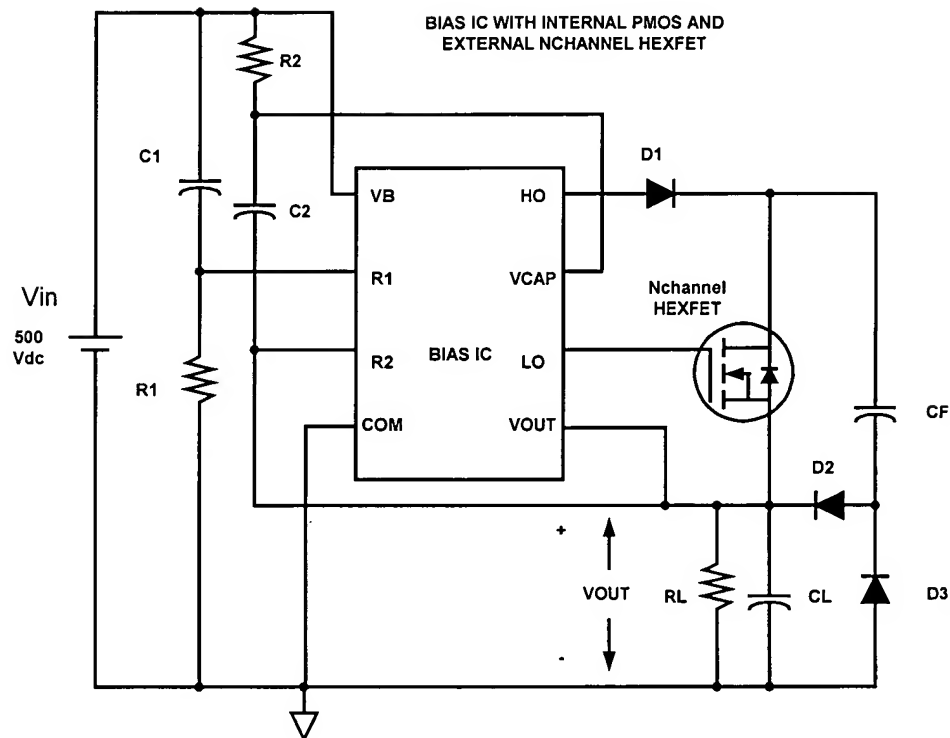 BIAS IC WITH INTERNAL PMOS AND
EXTERNAL NCHANNEL HEXFET
R2
C1
C2
D1
VB
HO
R1
VCAP
Nchannel
HEXFET
Vin
500
Vdc
R1
R2
BIAS IC
LO
COM
VOUT
CF
D2
+
VOUT
-
RL
CL
D3